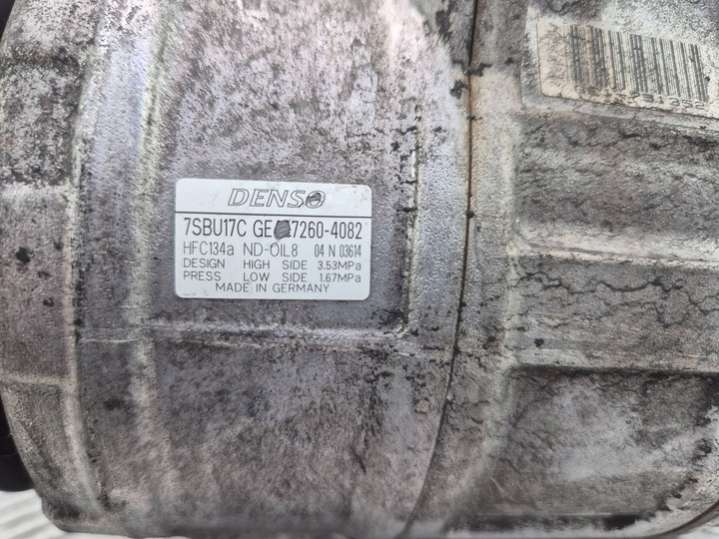 DENSO
7SBU17C GE 7260-4082
HFC134a ND-OIL8 04 N 03614
DESIGN HIGH SIDE 3.53MPa
PRESS LOW SIDE 1.67MPa
MADE IN GERMANY